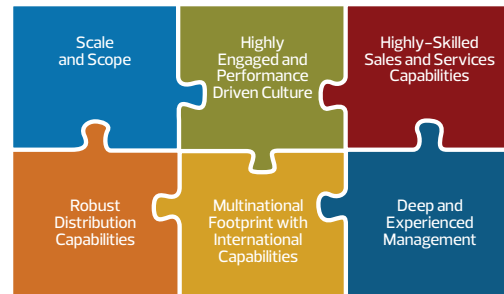 Scale
and Scope
Highly
Engaged and
Performance
Driven Culture
Highly-Skilled
Sales and Services
Capabilities
Robust
Distribution
Capabilities
Multinational
Footprint with
International
Capabilities
Deep and
Experienced
Management